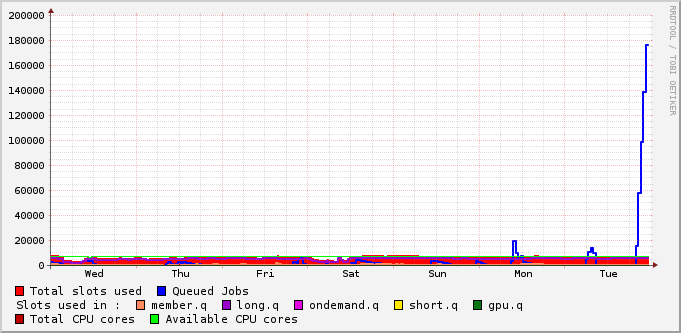 RRDTOOL / TOBI OETIKER
200000
180000
160000
140000
120000
100000
80000
60000
40000
20000
0
Wed Thu Fri Sat Sun Mon Tue
Total slots used Queued Jobs
Slots used in : member.q long.q ondemand.q short.q gpu.q
Total CPU cores Available CPU cores